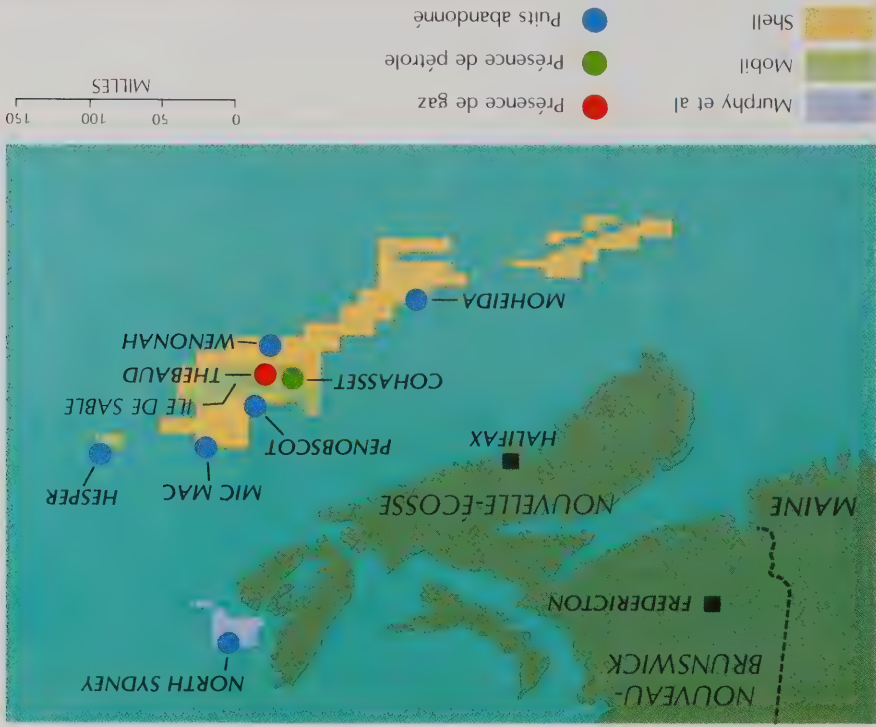 NOUVEAU-
BRUNSWICK
NORTH SYDNEY
FREDERICTON
MAINE
NOUVELLE-ÉCOSSE
MIC MAC
HESPER
HALIFAX
PENOBSCOT
ILE DE SABLE
COHASSET
THEBAUD
WENONAH
MOHEIDA
Murphy et al
Mobil
Shell
Présence de gaz
Présence de pétrole
Puits abandonné
0 50 100 150
MILLES